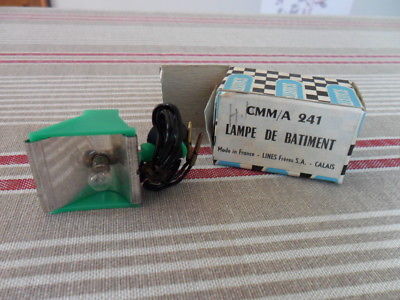 CMM/A 241
LAMPE DE BATIMENT
Made in France - LINES Frères S.A. - CALAIS